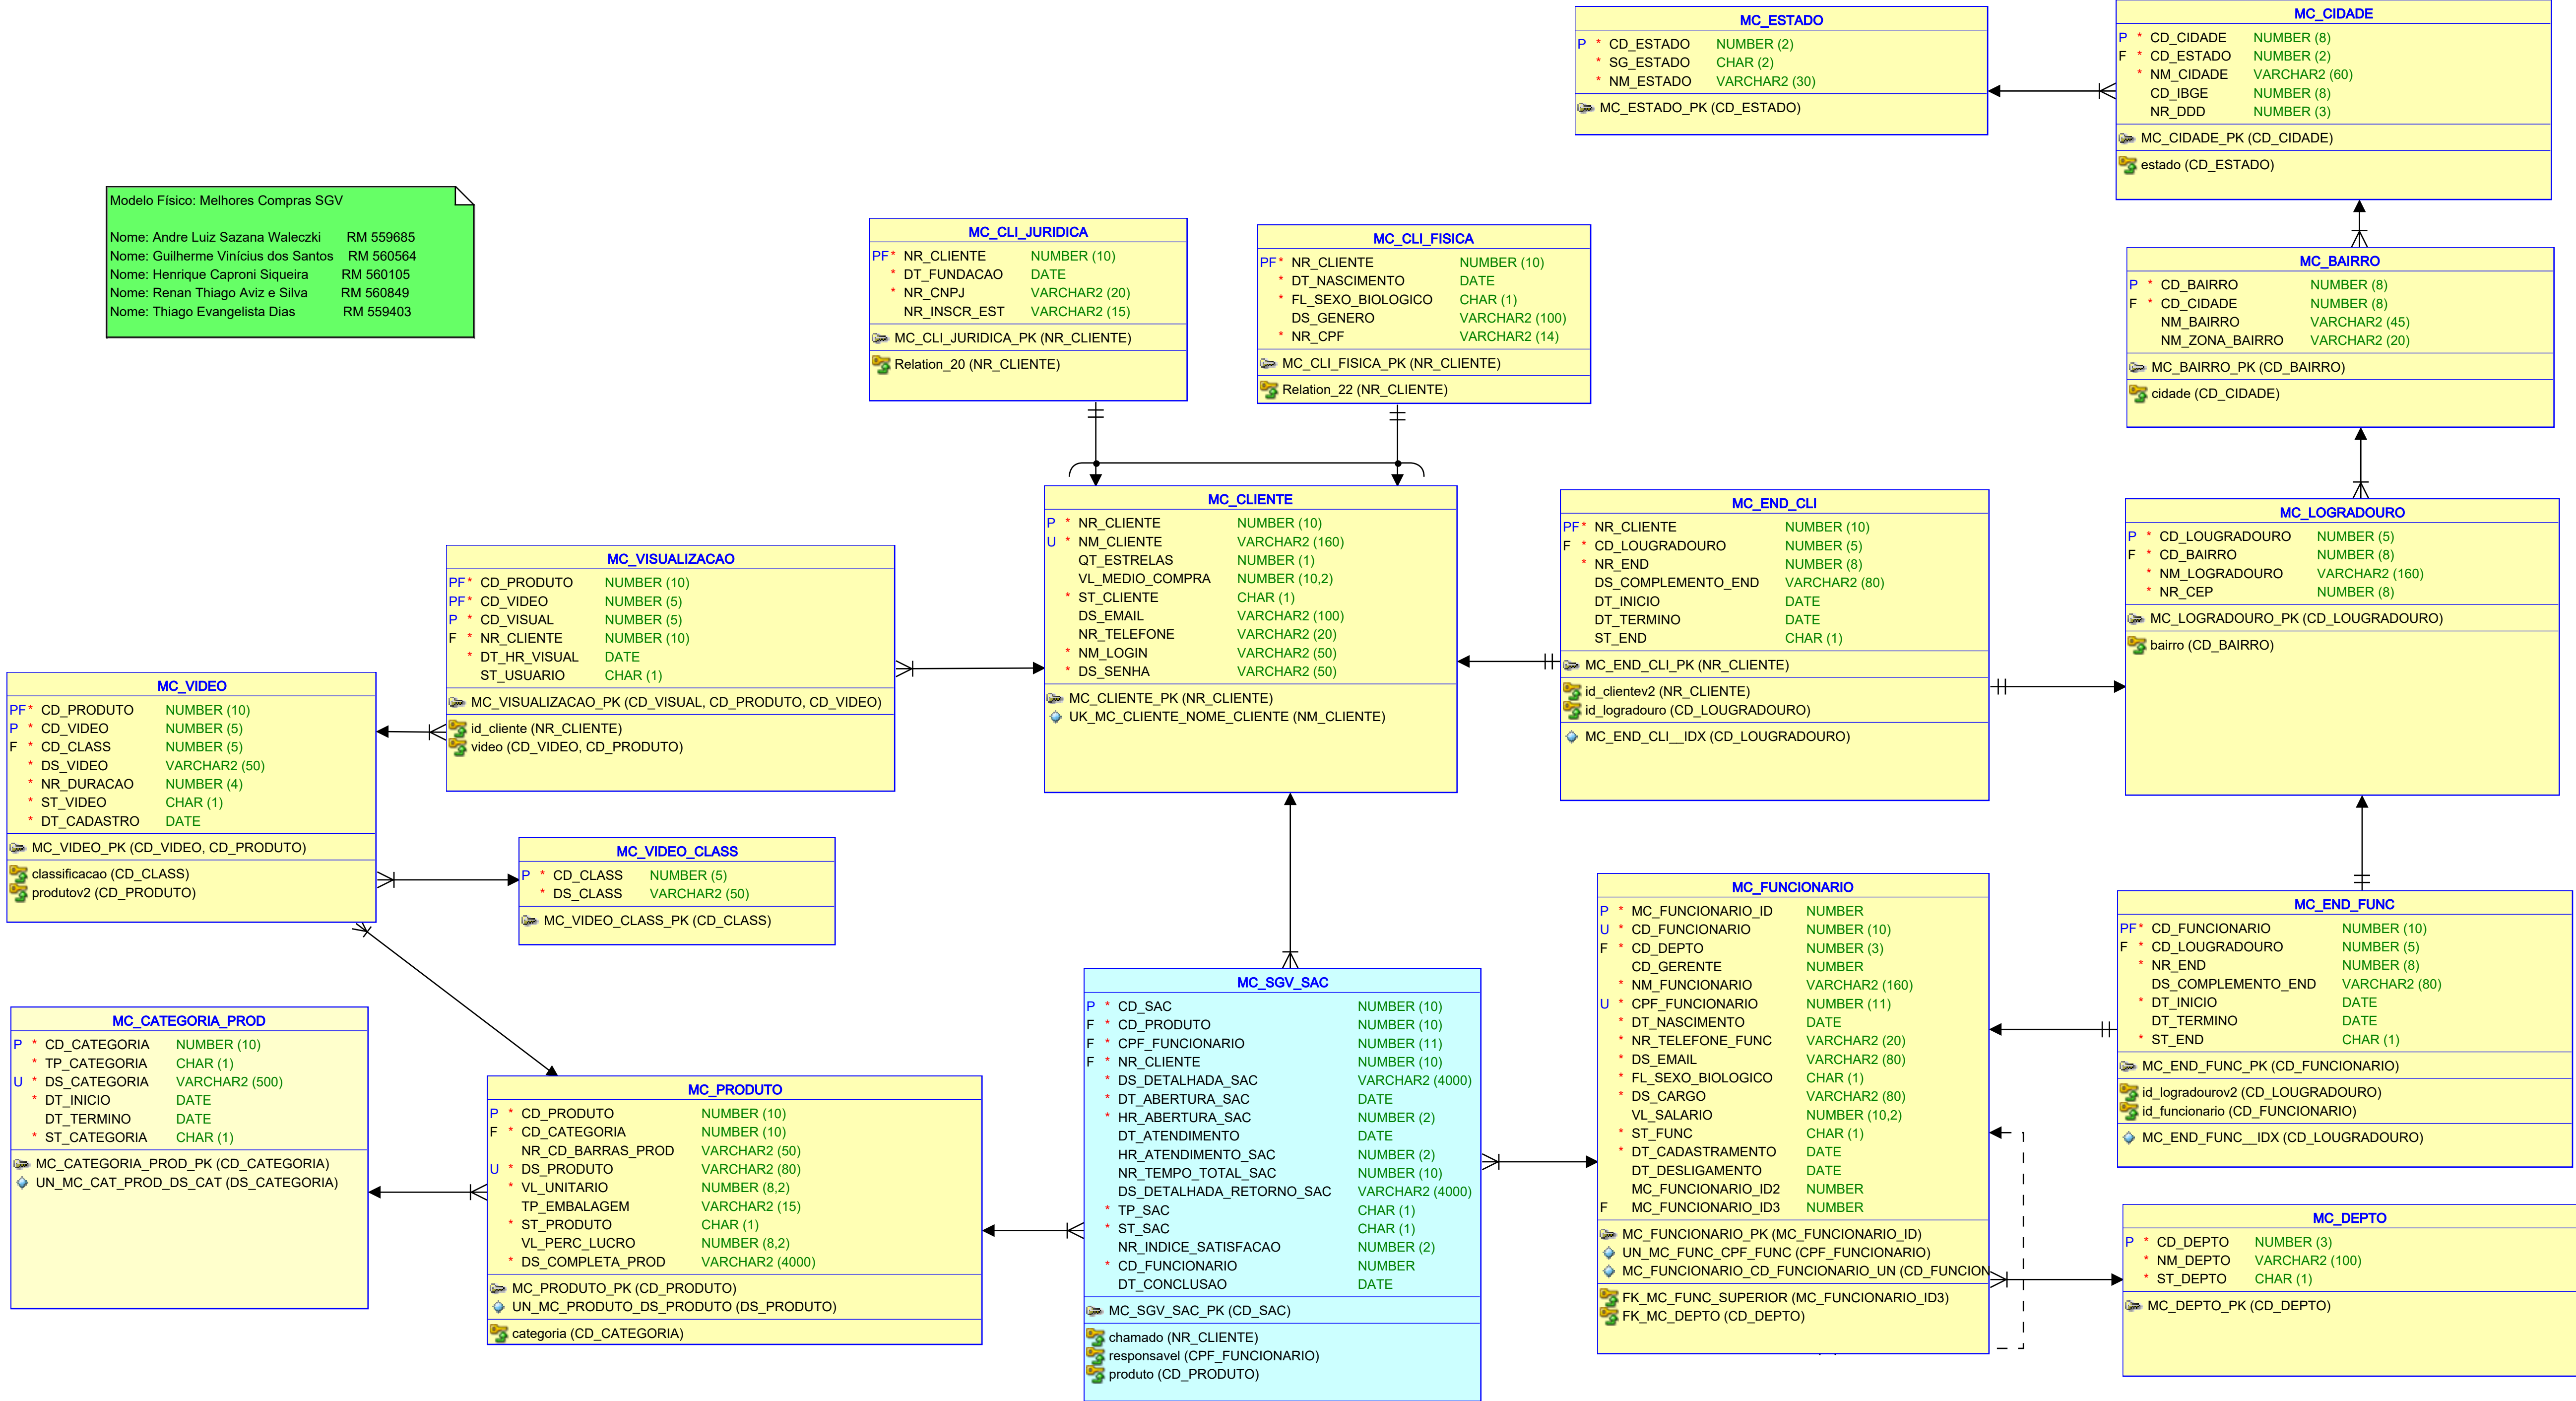 MC_ESTADO
P * CD_ESTADO NUMBER (2)
* SG_ESTADO CHAR (2)
* NM_ESTADO VARCHAR2 (30)
MC_ESTADO_PK (CD_ESTADO)
MC_CIDADE
P * CD_CIDADE NUMBER (8)
F * CD_ESTADO NUMBER (2)
* NM_CIDADE VARCHAR2 (60)
CD_IBGE NUMBER (8)
NR_DDD NUMBER (3)
MC_CIDADE_PK (CD_CIDADE)
estado (CD_ESTADO)
Modelo Físico: Melhores Compras SGV
Nome: Andre Luiz Sazana Waleczki RM 559685
Nome: Guilherme Vinícius dos Santos RM 560564
Nome: Henrique Caproni Siqueira RM 560105
Nome: Renan Thiago Aviz e Silva RM 560849
Nome: Thiago Evangelista Dias RM 559403
MC_CLI_JURIDICA
PF* NR_CLIENTE NUMBER (10)
* DT_FUNDACAO DATE
* NR_CNPJ VARCHAR2 (20)
NR_INSCR_EST VARCHAR2 (15)
MC_CLI_JURIDICA_PK (NR_CLIENTE)
Relation_20 (NR_CLIENTE)
MC_CLI_FISICA
PF* NR_CLIENTE NUMBER (10)
* DT_NASCIMENTO DATE
* FL_SEXO_BIOLOGICO CHAR (1)
DS_GENERO VARCHAR2 (100)
* NR_CPF VARCHAR2 (14)
MC_CLI_FISICA_PK (NR_CLIENTE)
Relation_22 (NR_CLIENTE)
MC_BAIRRO
P * CD_BAIRRO NUMBER (8)
F * CD_CIDADE NUMBER (8)
NM_BAIRRO VARCHAR2 (45)
NM_ZONA_BAIRRO VARCHAR2 (20)
MC_BAIRRO_PK (CD_BAIRRO)
cidade (CD_CIDADE)
MC_VISUALIZACAO
PF* CD_PRODUTO NUMBER (10)
PF* CD_VIDEO NUMBER (5)
P * CD_VISUAL NUMBER (5)
F * NR_CLIENTE NUMBER (10)
* DT_HR_VISUAL DATE
ST_USUARIO CHAR (1)
MC_VISUALIZACAO_PK (CD_VISUAL, CD_PRODUTO, CD_VIDEO)
id_cliente (NR_CLIENTE)
video (CD_VIDEO, CD_PRODUTO)
MC_CLIENTE
P * NR_CLIENTE NUMBER (10)
U * NM_CLIENTE VARCHAR2 (160)
QT_ESTRELAS NUMBER (1)
VL_MEDIO_COMPRA NUMBER (10,2)
* ST_CLIENTE CHAR (1)
DS_EMAIL VARCHAR2 (100)
NR_TELEFONE VARCHAR2 (20)
* NM_LOGIN VARCHAR2 (50)
* DS_SENHA VARCHAR2 (50)
MC_CLIENTE_PK (NR_CLIENTE)
UK_MC_CLIENTE_NOME_CLIENTE (NM_CLIENTE)
MC_END_CLI
PF* NR_CLIENTE NUMBER (10)
F * CD_LOUGRADOURO NUMBER (5)
* NR_END NUMBER (8)
DS_COMPLEMENTO_END VARCHAR2 (80)
DT_INICIO DATE
DT_TERMINO DATE
ST_END CHAR (1)
MC_END_CLI_PK (NR_CLIENTE)
id_clientev2 (NR_CLIENTE)
id_logradouro (CD_LOUGRADOURO)
MC_END_CLI__IDX (CD_LOUGRADOURO)
MC_LOGRADOURO
P * CD_LOUGRADOURO NUMBER (5)
F * CD_BAIRRO NUMBER (8)
* NM_LOGRADOURO VARCHAR2 (160)
* NR_CEP NUMBER (8)
MC_LOGRADOURO_PK (CD_LOUGRADOURO)
bairro (CD_BAIRRO)
MC_VIDEO
PF* CD_PRODUTO NUMBER (10)
P * CD_VIDEO NUMBER (5)
F * CD_CLASS NUMBER (5)
* DS_VIDEO VARCHAR2 (50)
* NR_DURACAO NUMBER (4)
* ST_VIDEO CHAR (1)
* DT_CADASTRO DATE
MC_VIDEO_PK (CD_VIDEO, CD_PRODUTO)
classificacao (CD_CLASS)
produtov2 (CD_PRODUTO)
MC_VIDEO_CLASS
P * CD_CLASS NUMBER (5)
* DS_CLASS VARCHAR2 (50)
MC_VIDEO_CLASS_PK (CD_CLASS)
MC_CATEGORIA_PROD
P * CD_CATEGORIA NUMBER (10)
* TP_CATEGORIA CHAR (1)
U * DS_CATEGORIA VARCHAR2 (500)
* DT_INICIO DATE
DT_TERMINO DATE
* ST_CATEGORIA CHAR (1)
MC_CATEGORIA_PROD_PK (CD_CATEGORIA)
UN_MC_CAT_PROD_DS_CAT (DS_CATEGORIA)
MC_PRODUTO
P * CD_PRODUTO NUMBER (10)
F * CD_CATEGORIA NUMBER (10)
NR_CD_BARRAS_PROD VARCHAR2 (50)
U * DS_PRODUTO VARCHAR2 (80)
* VL_UNITARIO NUMBER (8,2)
TP_EMBALAGEM VARCHAR2 (15)
* ST_PRODUTO CHAR (1)
VL_PERC_LUCRO NUMBER (8,2)
* DS_COMPLETA_PROD VARCHAR2 (4000)
MC_PRODUTO_PK (CD_PRODUTO)
UN_MC_PRODUTO_DS_PRODUTO (DS_PRODUTO)
categoria (CD_CATEGORIA)
MC_SGV_SAC
P * CD_SAC NUMBER (10)
F * CD_PRODUTO NUMBER (10)
F * CPF_FUNCIONARIO NUMBER (11)
F * NR_CLIENTE NUMBER (10)
* DS_DETALHADA_SAC VARCHAR2 (4000)
* DT_ABERTURA_SAC DATE
* HR_ABERTURA_SAC NUMBER (2)
DT_ATENDIMENTO DATE
HR_ATENDIMENTO_SAC NUMBER (2)
NR_TEMPO_TOTAL_SAC NUMBER (10)
DS_DETALHADA_RETORNO_SAC VARCHAR2 (4000)
* TP_SAC CHAR (1)
* ST_SAC CHAR (1)
NR_INDICE_SATISFACAO NUMBER (2)
* CD_FUNCIONARIO NUMBER
DT_CONCLUSAO DATE
MC_SGV_SAC_PK (CD_SAC)
chamado (NR_CLIENTE)
responsavel (CPF_FUNCIONARIO)
produto (CD_PRODUTO)
MC_FUNCIONARIO
P * MC_FUNCIONARIO_ID NUMBER
U * CD_FUNCIONARIO NUMBER (10)
F * CD_DEPTO NUMBER (3)
CD_GERENTE NUMBER
* NM_FUNCIONARIO VARCHAR2 (160)
U * CPF_FUNCIONARIO NUMBER (11)
* DT_NASCIMENTO DATE
* NR_TELEFONE_FUNC VARCHAR2 (20)
* DS_EMAIL VARCHAR2 (80)
* FL_SEXO_BIOLOGICO CHAR (1)
* DS_CARGO VARCHAR2 (80)
VL_SALARIO NUMBER (10,2)
* ST_FUNC CHAR (1)
* DT_CADASTRAMENTO DATE
DT_DESLIGAMENTO DATE
MC_FUNCIONARIO_ID2 NUMBER
F MC_FUNCIONARIO_ID3 NUMBER
MC_FUNCIONARIO_PK (MC_FUNCIONARIO_ID)
UN_MC_FUNC_CPF_FUNC (CPF_FUNCIONARIO)
MC_FUNCIONARIO_CD_FUNCIONARIO_UN (CD_FUNCION
FK_MC_FUNC_SUPERIOR (MC_FUNCIONARIO_ID3)
FK_MC_DEPTO (CD_DEPTO)
MC_END_FUNC
PF* CD_FUNCIONARIO NUMBER (10)
F * CD_LOUGRADOURO NUMBER (5)
* NR_END NUMBER (8)
DS_COMPLEMENTO_END VARCHAR2 (80)
* DT_INICIO DATE
DT_TERMINO DATE
* ST_END CHAR (1)
MC_END_FUNC_PK (CD_FUNCIONARIO)
id_logradourov2 (CD_LOUGRADOURO)
id_funcionario (CD_FUNCIONARIO)
MC_END_FUNC__IDX (CD_LOUGRADOURO)
MC_DEPTO
P * CD_DEPTO NUMBER (3)
* NM_DEPTO VARCHAR2 (100)
* ST_DEPTO CHAR (1)
MC_DEPTO_PK (CD_DEPTO)